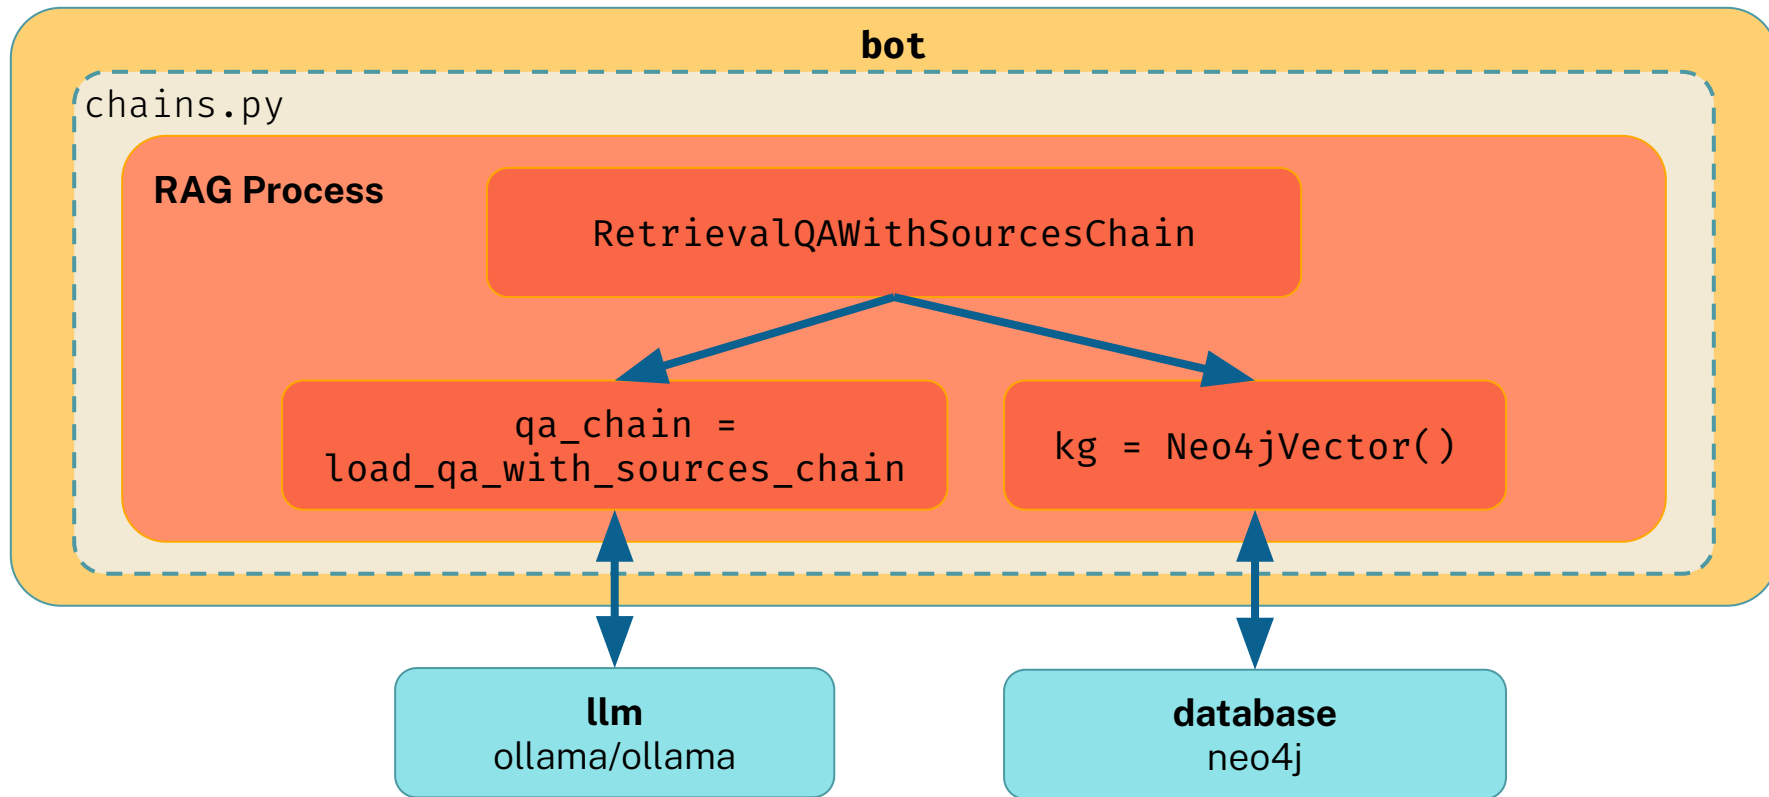 bot
chains.py
RAG Process
RetrievalQAWithSourcesChain
qa_chain =
load_qa_with_sources_chain
kg = Neo4jVector()
llm
ollama/ollama
database
neo4j